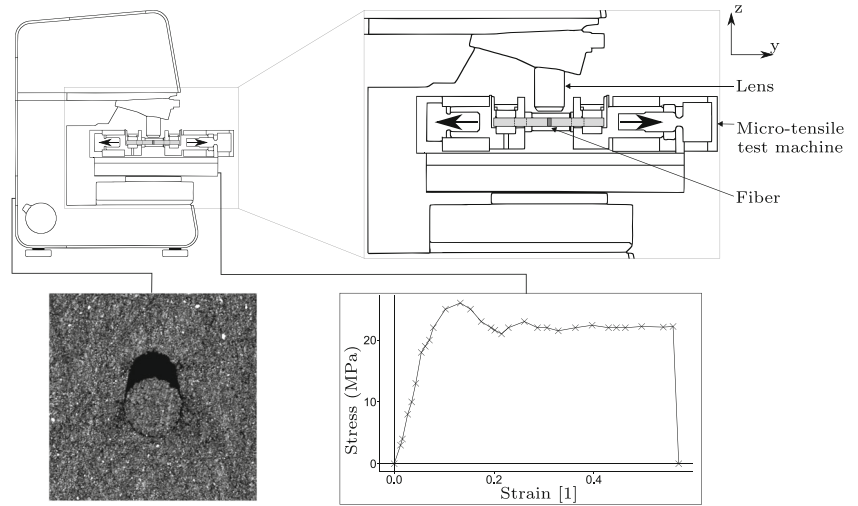 z
y
Lens
Micro-tensile
test machine
Fiber
Stress (MPa)
20
10
0
0.0
0.2
0.4
Strain [1]